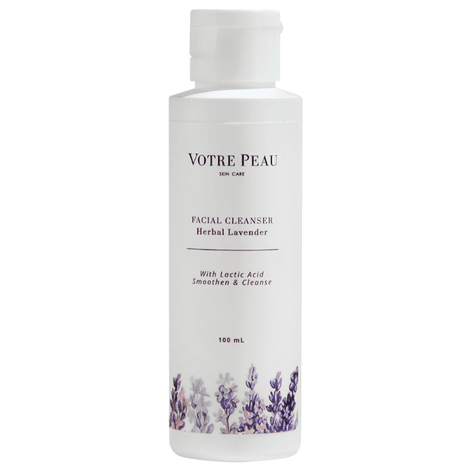 VOTRE PEAU
SKIN CARE
FACIAL CLEANSER
Herbal Lavender
With Lactic Acid
Smoothen & Cleanse
100 mL